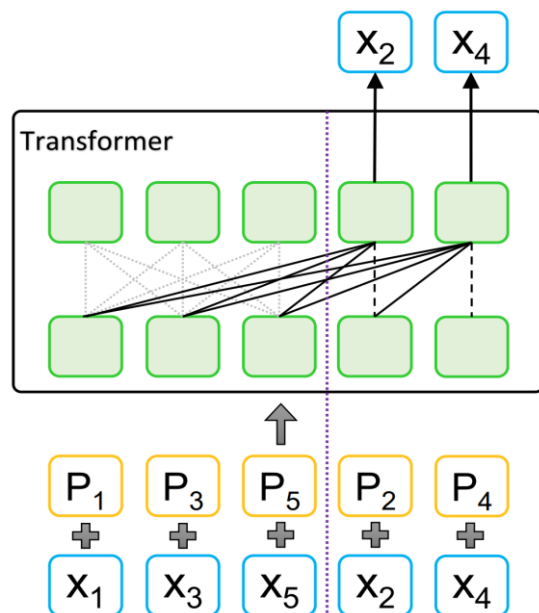 x₂ x₄
Transformer
P₁ P₃ P₅ P₂ P₄
x₁ x₃ x₅ x₂ x₄